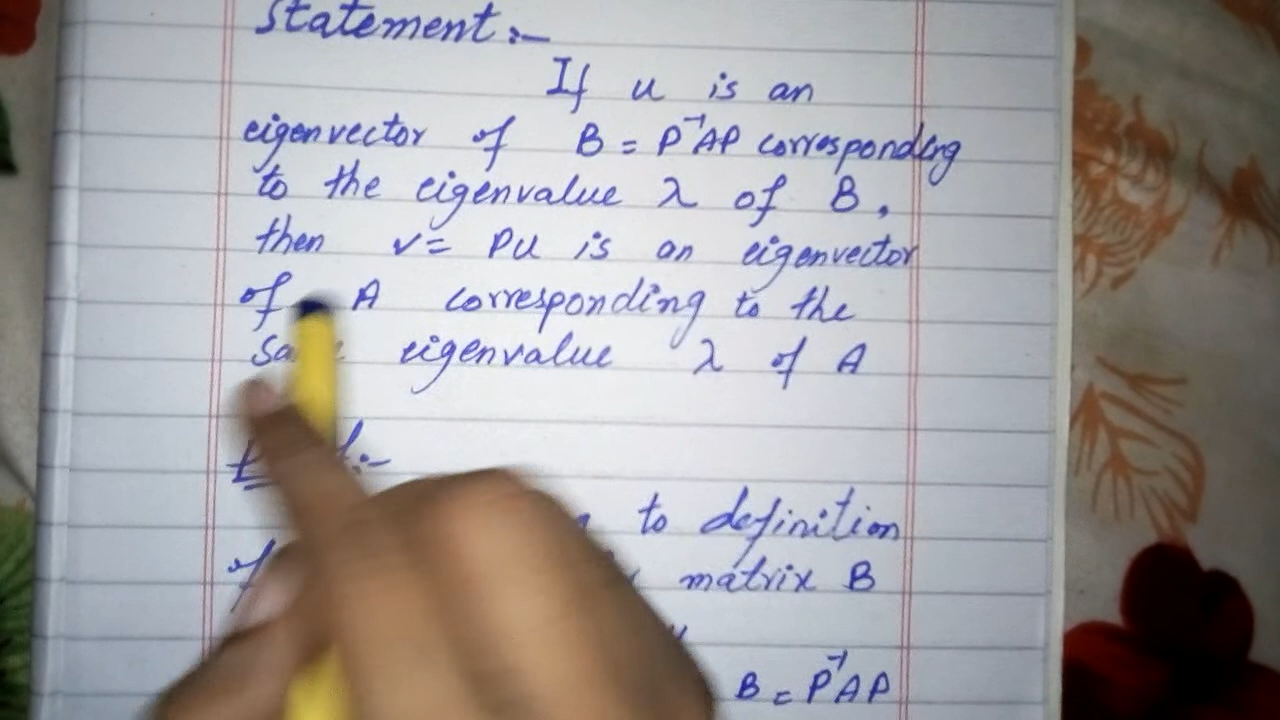 Statement :-
If u is an
eigenvector of B = P⁻¹AP corresponding
to the eigenvalue λ of B,
then v = Pu is an eigenvector
of A corresponding to the
eigenvalue λ of A
to definition
of matrix B
B = P⁻¹AP